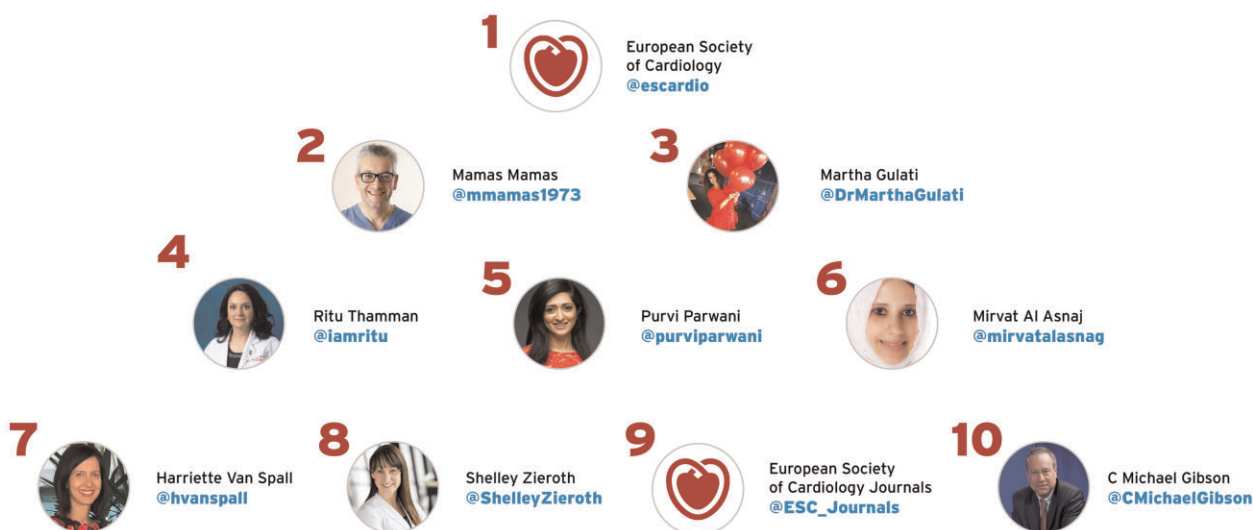 1
European Society
of Cardiology
@escardio
2
Mamas Mamas
@mmamas1973
3
Martha Gulati
@DrMarthaGulati
4
Ritu Thamman
@iamritu
5
Purvi Parwani
@purviparwani
6
Mirvat Al Asnaj
@mirvatalasnag
7
Harriette Van Spall
@hvanspall
8
Shelley Zieroth
@ShelleyZieroth
9
European Society
of Cardiology Journals
@ESC_Journals
10
C Michael Gibson
@CMichaelGibson